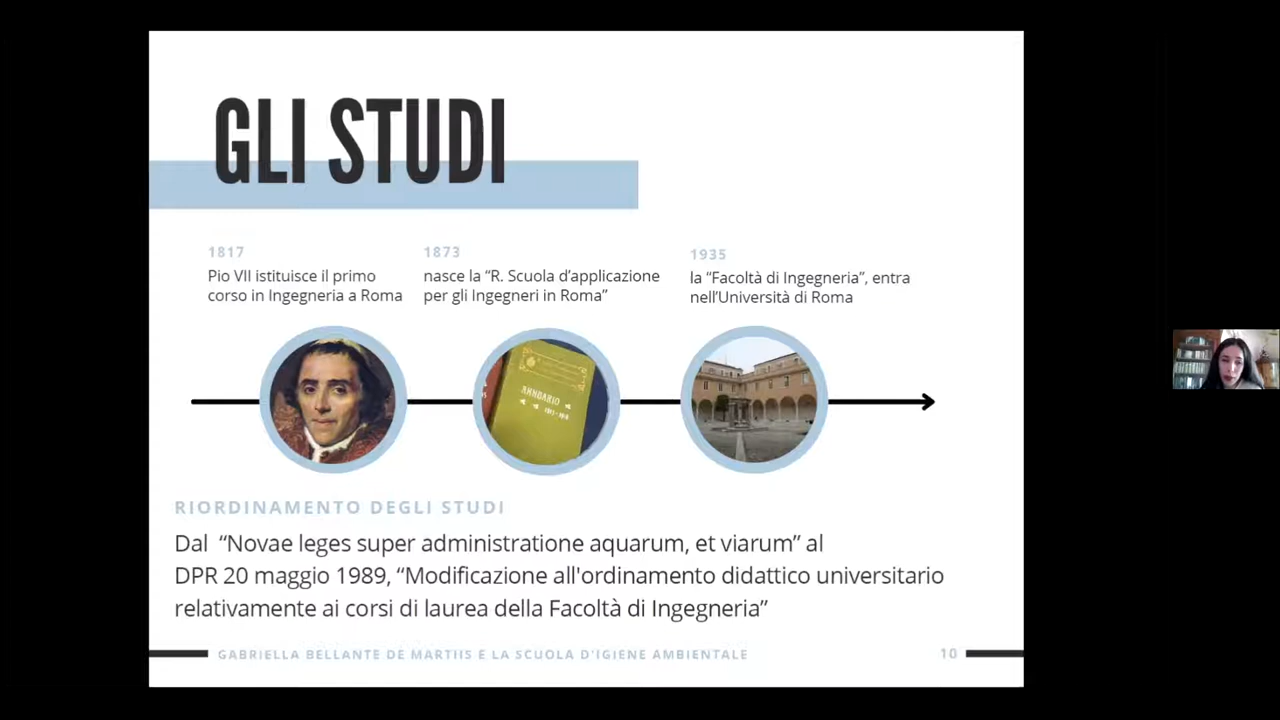 GLI STUDI
1817
Pio VII istituisce il primo
corso in Ingegneria a Roma
1873
nasce la “R. Scuola d’applicazione
per gli Ingegneri in Roma”
1935
la “Facoltà di Ingegneria”, entra
nell’Università di Roma
ANNUARIO
RIORDINAMENTO DEGLI STUDI
Dal “Novae leges super administratione aquarum, et viarum” al
DPR 20 maggio 1989, “Modificazione all'ordinamento didattico universitario
relativamente ai corsi di laurea della Facoltà di Ingegneria”
GABRIELLA BELLANTE DE MARTIIS E LA SCUOLA D'IGIENE AMBIENTALE
10